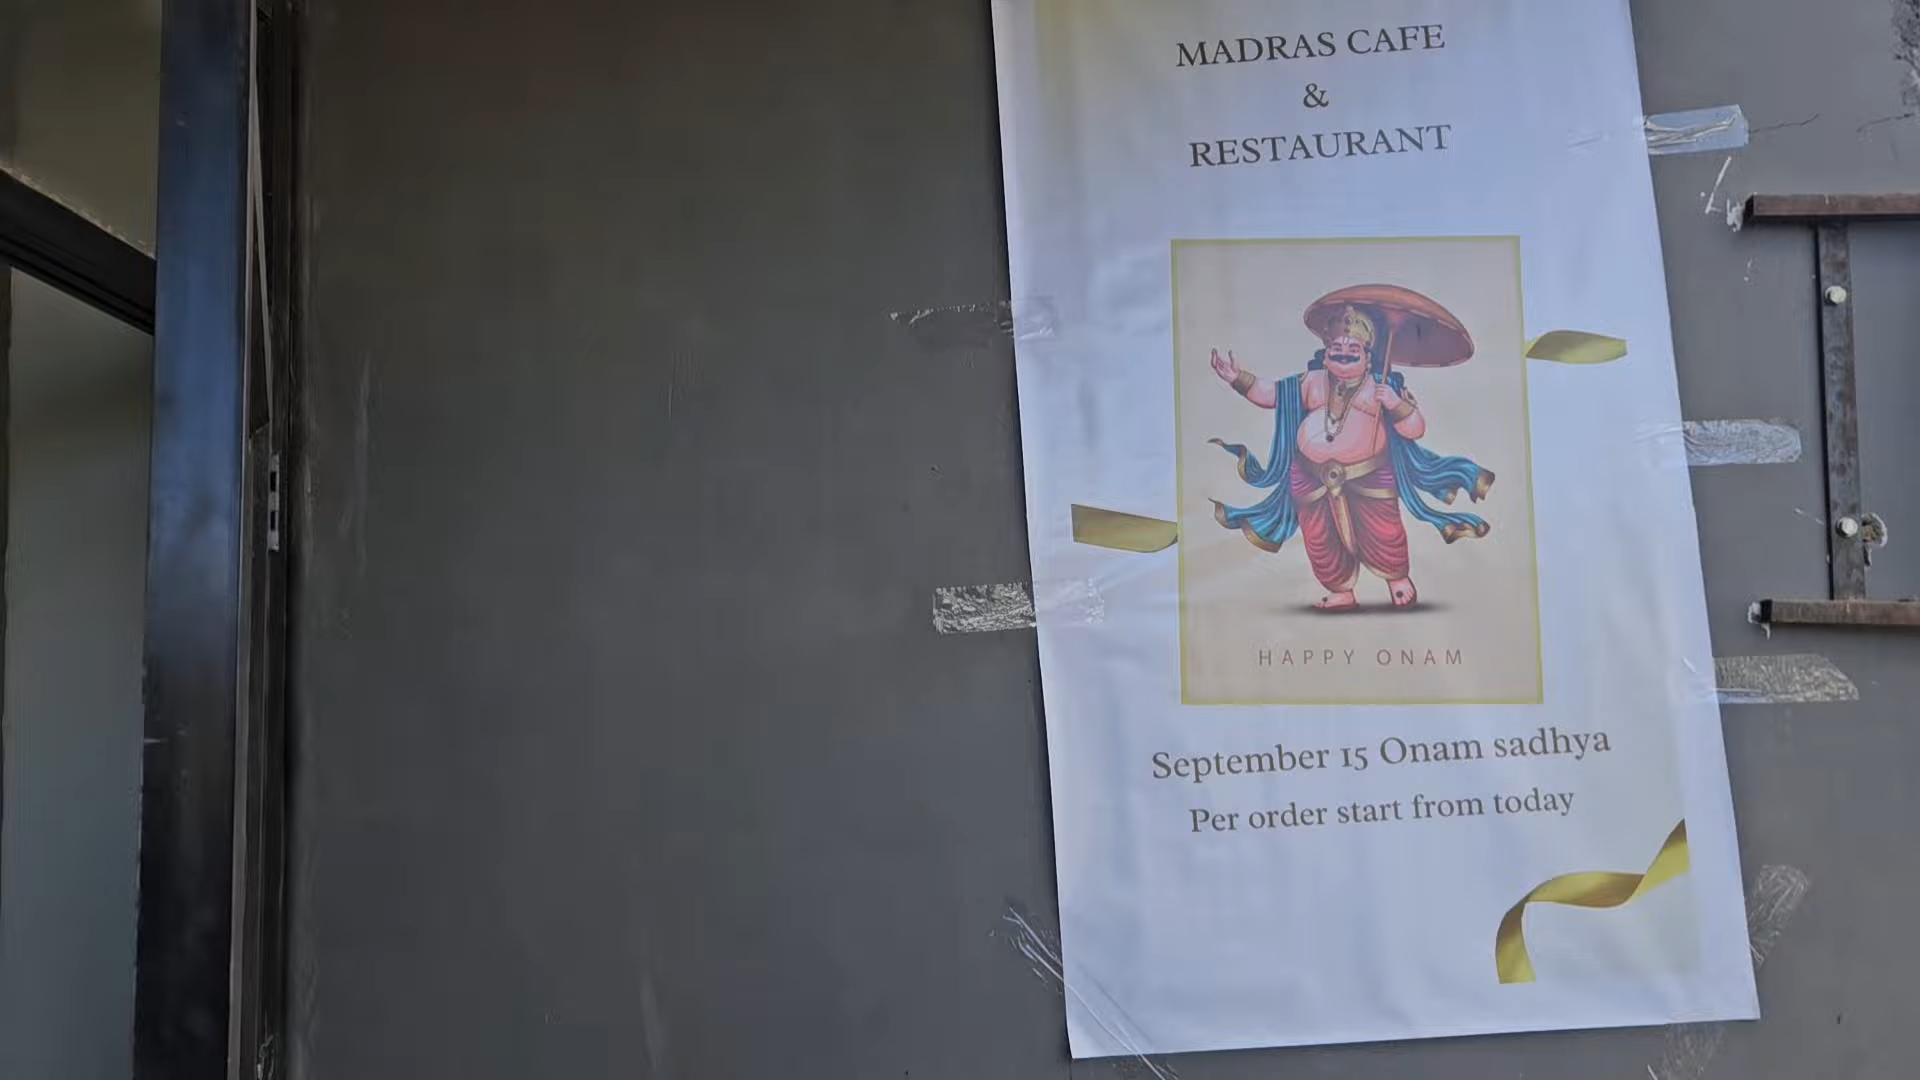 MADRAS CAFE
&
RESTAURANT
HAPPY ONAM
September 15 Onam sadhya
Per order start from today